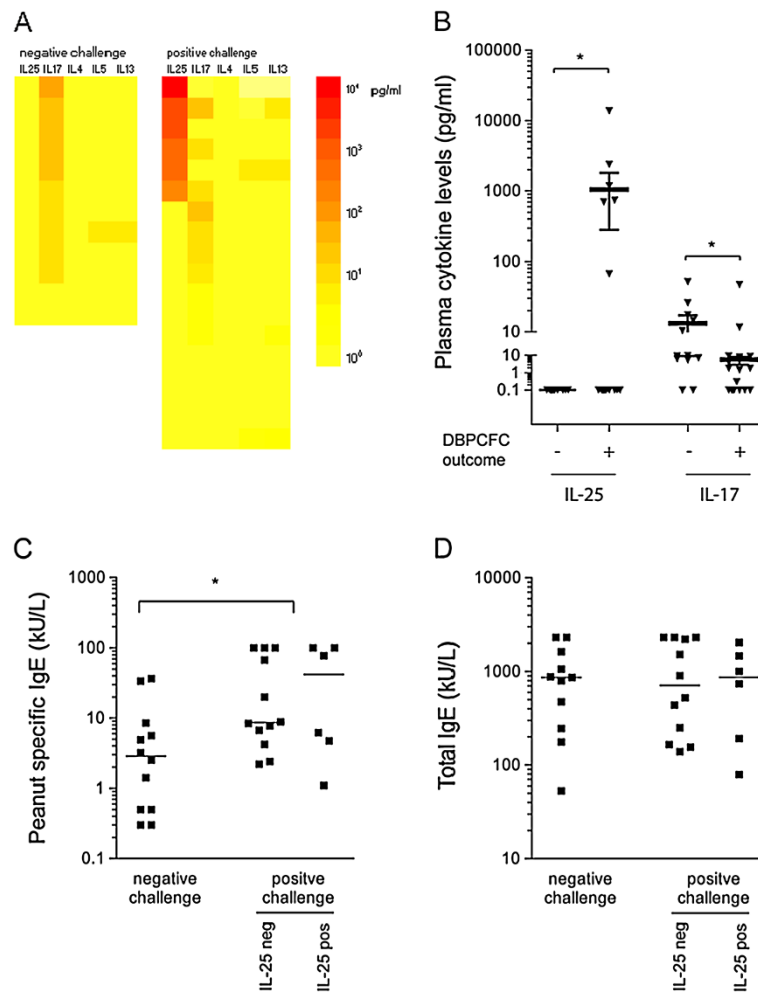 A
negative challenge
IL25 IL17 IL4 IL5 IL13
positive challenge
IL25 IL17 IL4 IL5 IL13
10⁴ pg/ml
10³
10²
10¹
10⁰
B
Plasma cytokine levels (pg/ml)
100000
10000
1000
100
10
10
1
0.1
*
*
DBPCFC
outcome
- + - +
IL-25 IL-17
C
Peanut specific IgE (kU/L)
1000
100
10
1
0.1
*
negative
challenge
positve
challenge
IL-25 neg
IL-25 pos
D
Total IgE (kU/L)
10000
1000
100
10
negative
challenge
positve
challenge
IL-25 neg
IL-25 pos